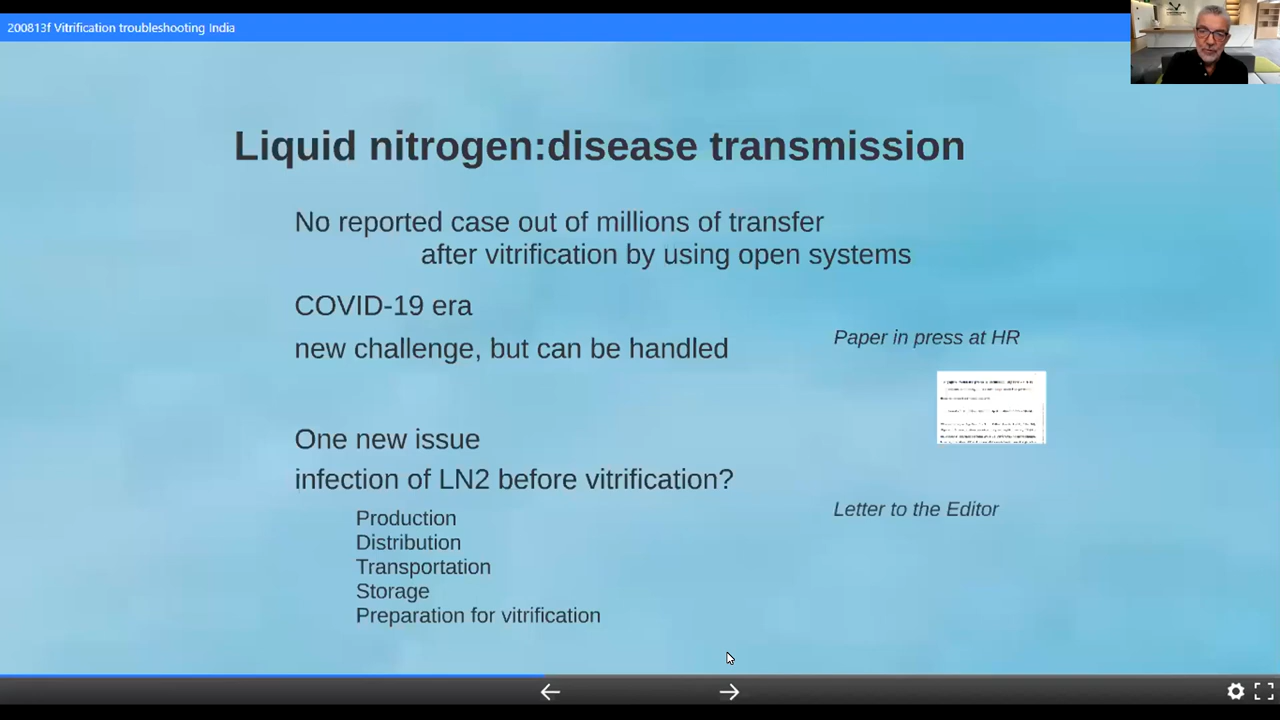 200813f Vitrification troubleshooting India
Liquid nitrogen:disease transmission
No reported case out of millions of transfer
after vitrification by using open systems
COVID-19 era
new challenge, but can be handled
Paper in press at HR
One new issue
infection of LN2 before vitrification?
Letter to the Editor
Production
Distribution
Transportation
Storage
Preparation for vitrification